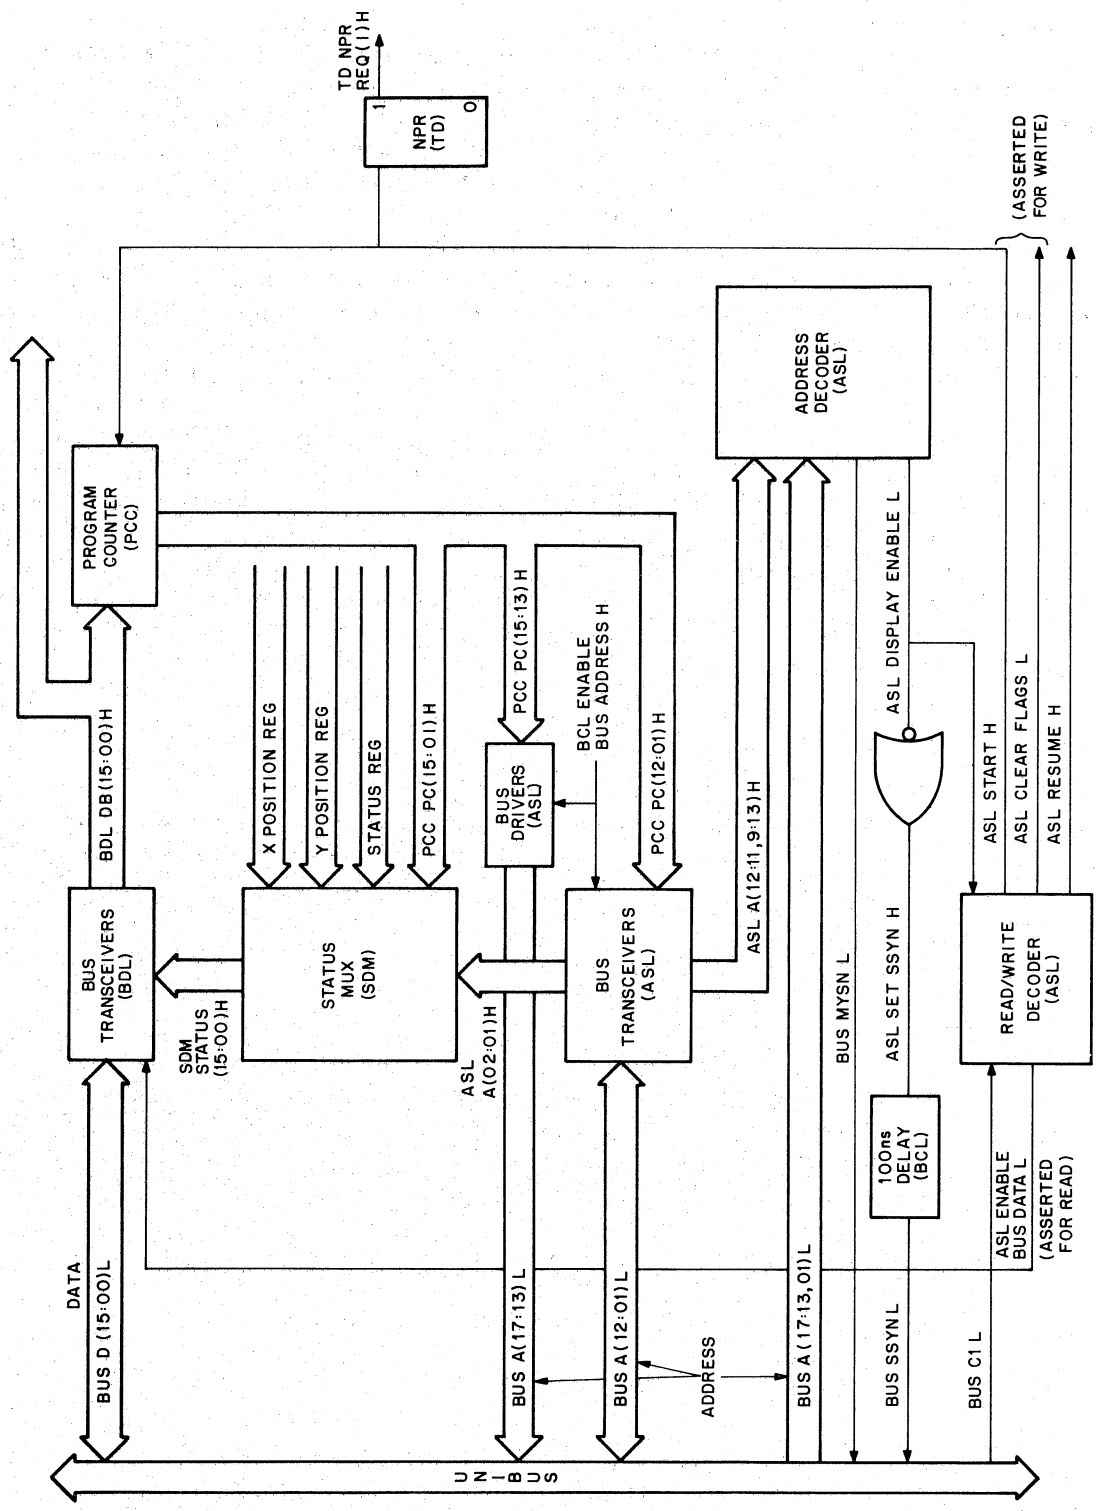 TD NPR
REQ(1)H
1
0
NPR
(TD)
(ASSERTED
FOR WRITE)
PROGRAM
COUNTER
(PCC)
ADDRESS
DECODER
(ASL)
BDL DB(15:00)H
X POSITION REG
Y POSITION REG
STATUS REG
PCC PC(15:01)H
PCC PC(15:13)H
BCL ENABLE
BUS ADDRESS H
PCC PC(12:01)H
ASL A(12:11,9:13)H
ASL DISPLAY ENABLE L
ASL START H
ASL CLEAR FLAGS L
ASL RESUME H
BUS
TRANSCEIVERS
(BDL)
SDM
STATUS
(15:00)H
STATUS
MUX
(SDM)
ASL
A(02:01)H
BUS
DRIVERS
(ASL)
BUS
TRANSCEIVERS
(ASL)
BUS MYSN L
ASL SET SSYN H
READ/WRITE
DECODER
(ASL)
100ns
DELAY
(BCL)
ASL ENABLE
BUS DATA L
(ASSERTED
FOR READ)
DATA
BUS D(15:00)L
BUS A(17:13)L
BUS A(12:01)L
ADDRESS
BUS A(17:13,01)L
BUS SSYN L
BUS C1 L
UNIBUS